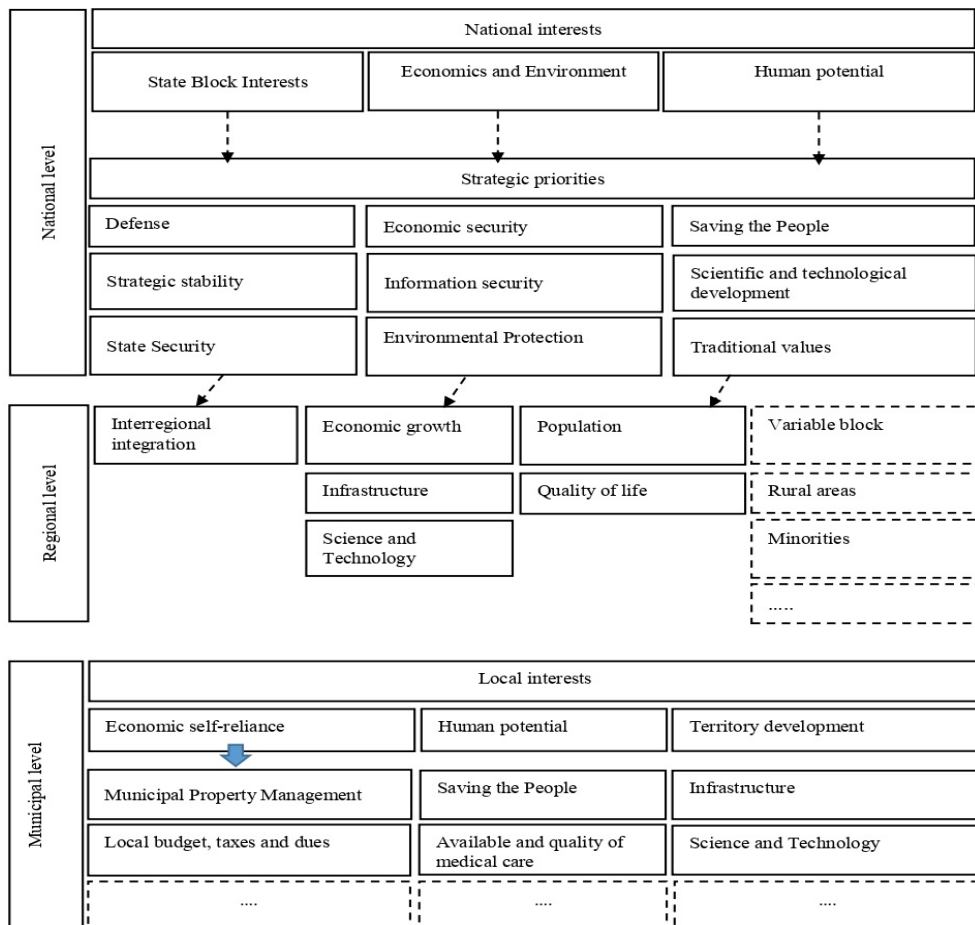 National level
National interests
State Block Interests
Economics and Environment
Human potential
Strategic priorities
Defense
Economic security
Saving the People
Strategic stability
Information security
Scientific and technological
development
State Security
Environmental Protection
Traditional values
Regional level
Interregional
integration
Economic growth
Population
Variable block
Infrastructure
Quality of life
Rural areas
Science and
Technology
Minorities
.....
Municipal level
Local interests
Economic self-reliance
Human potential
Territory development
Municipal Property Management
Saving the People
Infrastructure
Local budget, taxes and dues
Available and quality of
medical care
Science and Technology
....
....
....